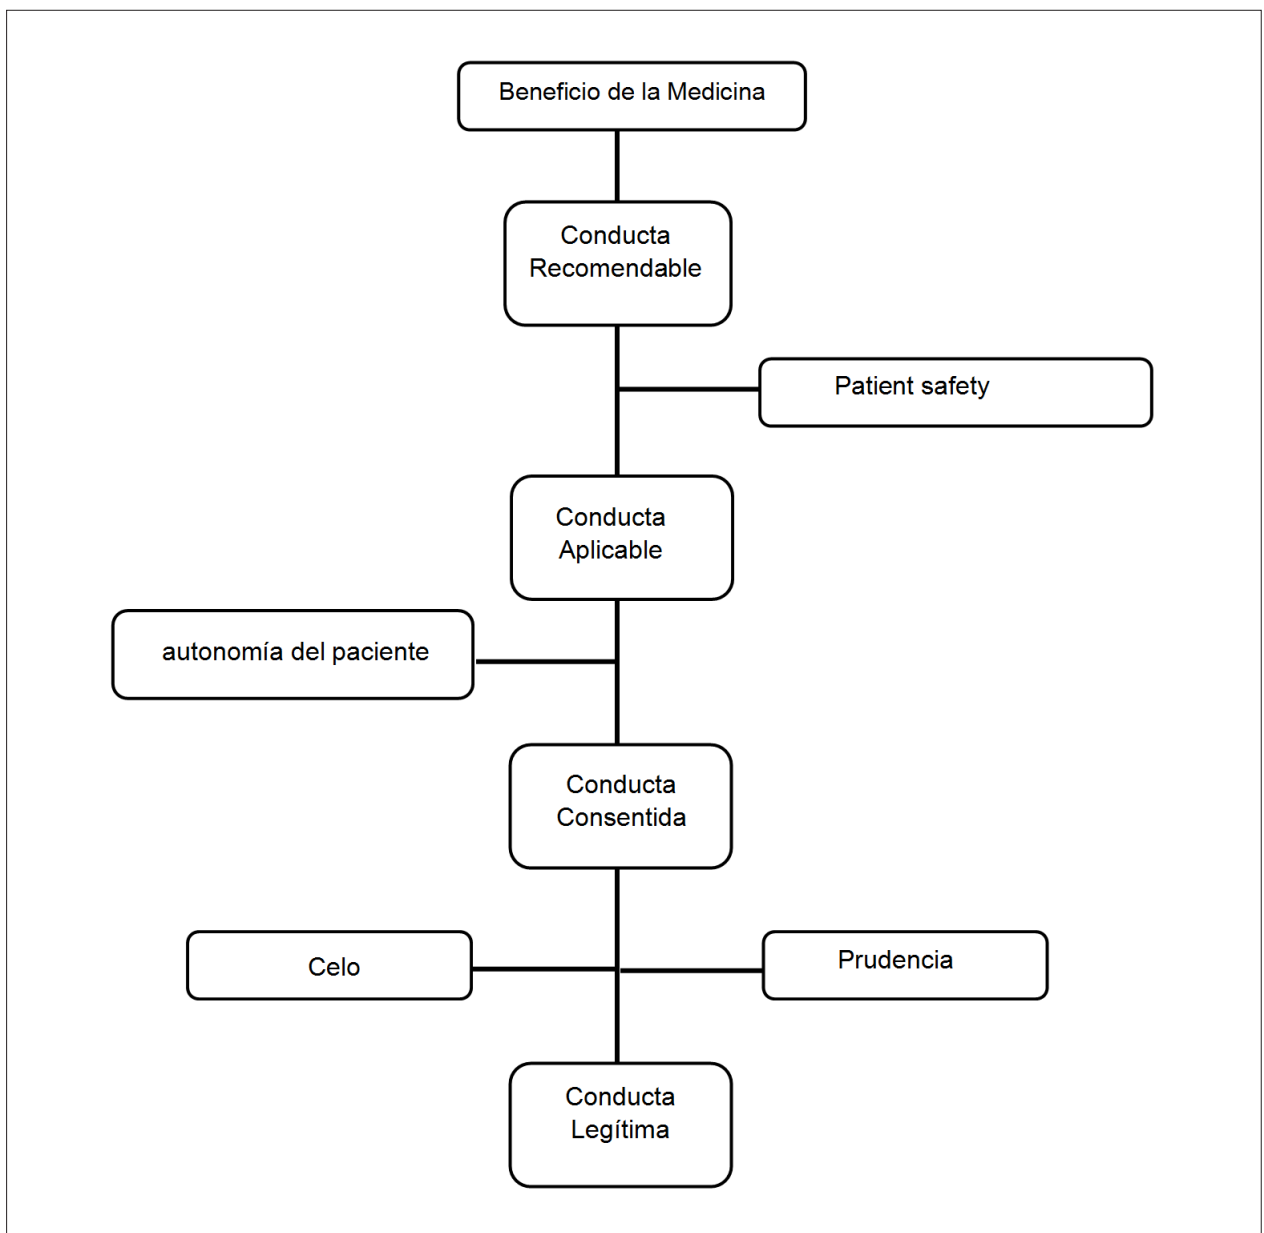 Beneficio de la Medicina
Conducta
Recomendable
Patient safety
Conducta
Aplicable
autonomía del paciente
Conducta
Consentida
Celo
Prudencia
Conducta
Legítima